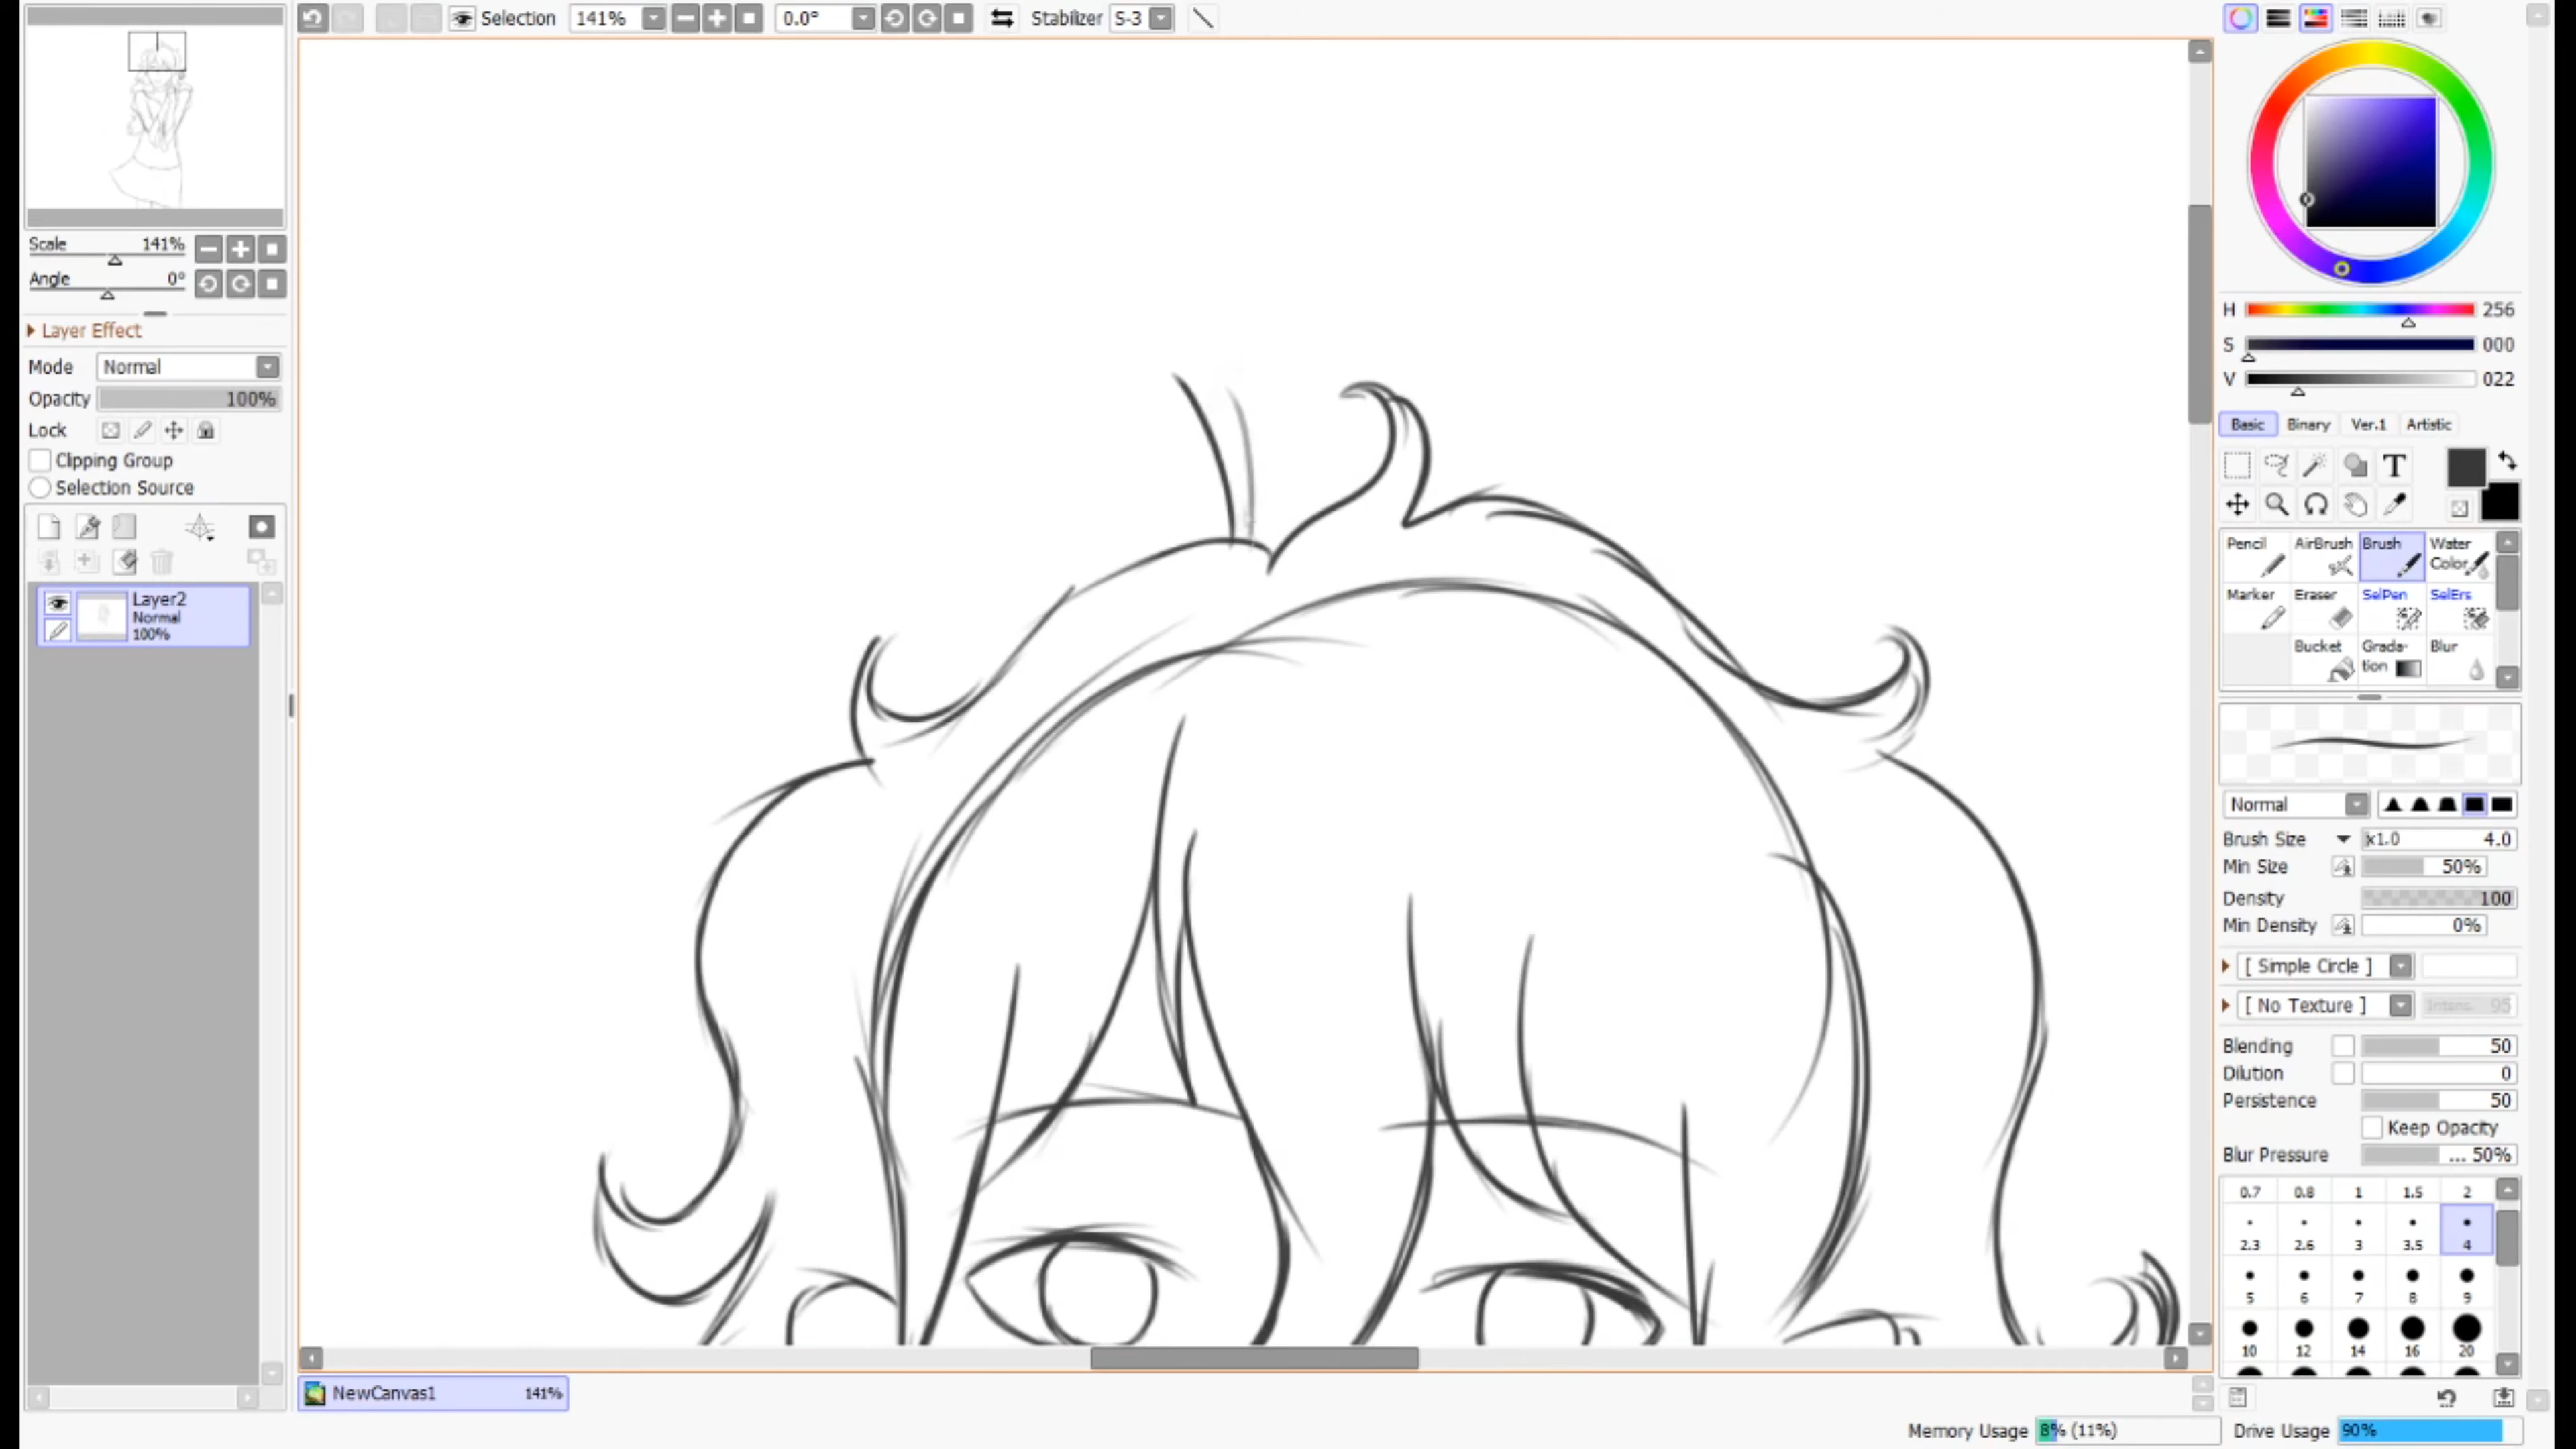 Selection 141% 0.0° Stabilizer S-3
Scale 141%
Angle 0°
Layer Effect
Mode Normal
Opacity 100%
Lock
Clipping Group
Selection Source
Layer2
Normal
100%
NewCanvas1 141%
H 256
S 000
V 022
Basic Binary Ver.1 Artistic
T
Pencil AirBrush Brush Water Color
Marker Eraser SelPen SelErs
Bucket Grada-tion Blur
Normal
Brush Size x1.0 4.0
Min Size 50%
Density 100
Min Density 0%
[ Simple Circle ]
[ No Texture ] Intens. 95
Blending 50
Dilution 0
Persistence 50
Keep Opacity
Blur Pressure ... 50%
0.7 0.8 1 1.5 2
2.3 2.6 3 3.5 4
5 6 7 8 9
10 12 14 16 20
Memory Usage 8% (11%) Drive Usage 90%